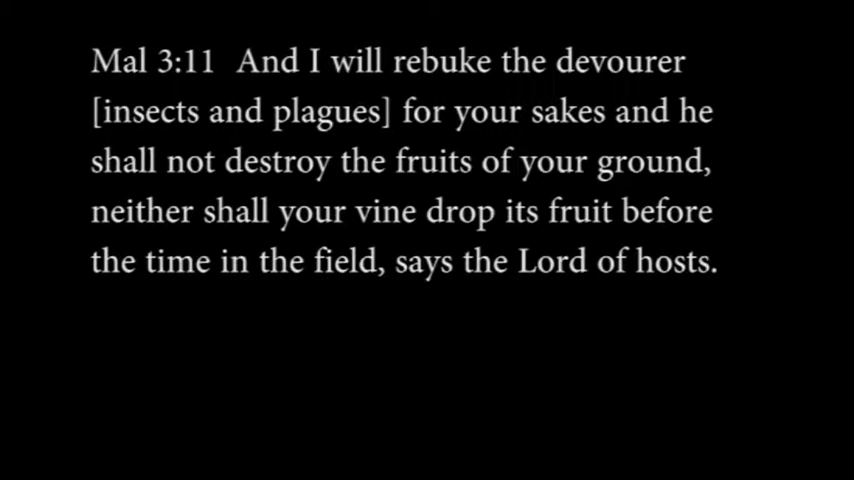 Mal 3:11 And I will rebuke the devourer
[insects and plagues] for your sakes and he
shall not destroy the fruits of your ground,
neither shall your vine drop its fruit before
the time in the field, says the Lord of hosts.